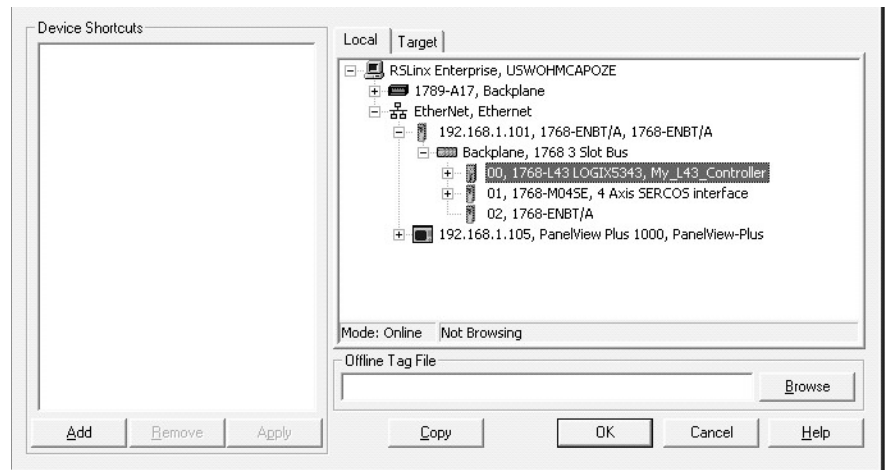 Device Shortcuts
Local
Target
RSLinx Enterprise, USWOHMCAPOZE
1789-A17, Backplane
EtherNet, Ethernet
192.168.1.101, 1768-ENBT/A, 1768-ENBT/A
Backplane, 1768 3 Slot Bus
00, 1768-L43 LOGIX5343, My_L43_Controller
01, 1768-M04SE, 4 Axis SERCOS interface
02, 1768-ENBT/A
192.168.1.105, PanelView Plus 1000, PanelView-Plus
Mode: Online
Not Browsing
Offline Tag File
Browse
Add
Remove
Apply
Copy
OK
Cancel
Help